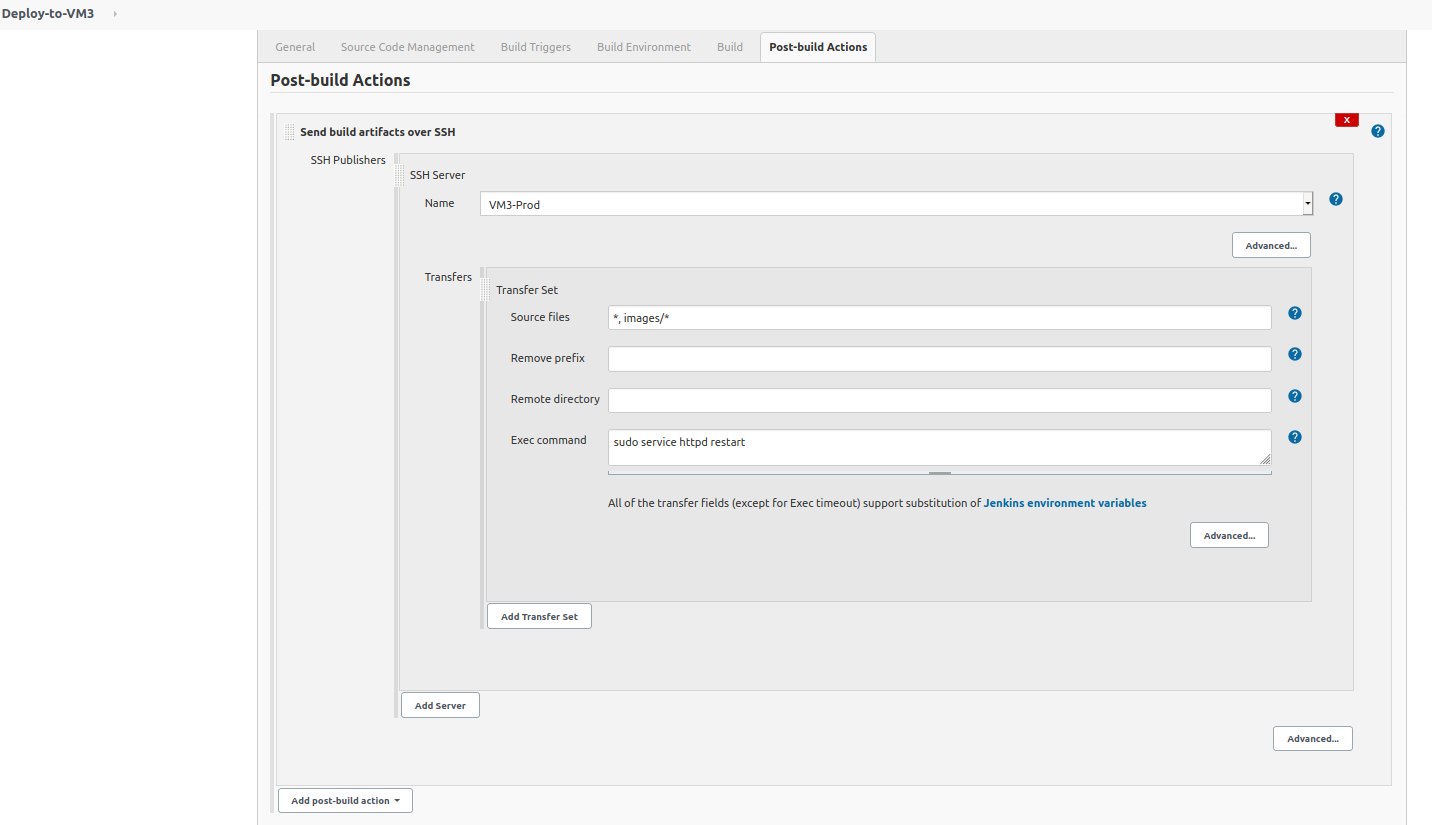 Deploy-to-VM3
General Source Code Management Build Triggers Build Environment Build Post-build Actions
Post-build Actions
X
Send build artifacts over SSH ?
SSH Publishers
SSH Server
Name VM3-Prod ?
Advanced...
Transfers
Transfer Set
Source files *, images/* ?
Remove prefix ?
Remote directory ?
Exec command sudo service httpd restart ?
All of the transfer fields (except for Exec timeout) support substitution of Jenkins environment variables
Advanced...
Add Transfer Set
Add Server
Advanced...
Add post-build action